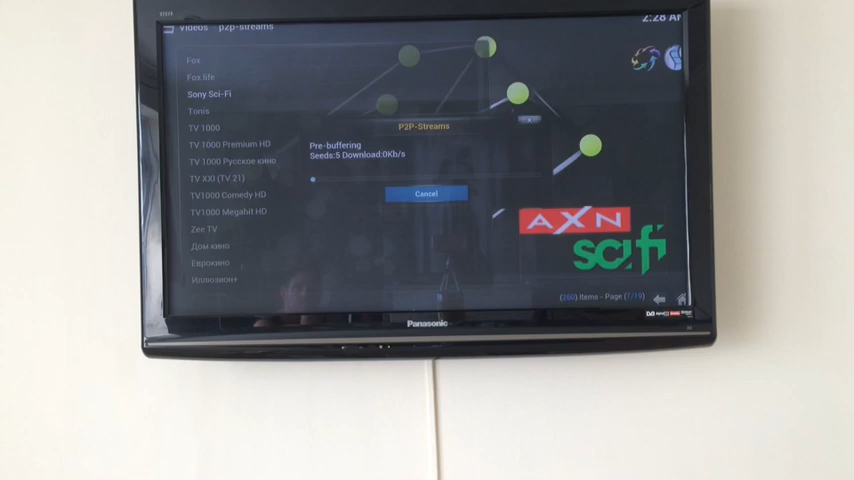 Videos p2p-streams
2:28 AM
Fox
Fox life
Sony Sci-Fi
Tonis
TV 1000
TV 1000 Premium HD
TV 1000 Русское кино
TV XXI (TV 21)
TV1000 Comedy HD
TV1000 Megahit HD
Zee TV
Дом кино
Еврокино
Иллюзион+
P2P-Streams
Pre-buffering
Seeds:5 Download:0Kb/s
Cancel
AXN
sci fi
(260) Items - Page (7/19)
Panasonic